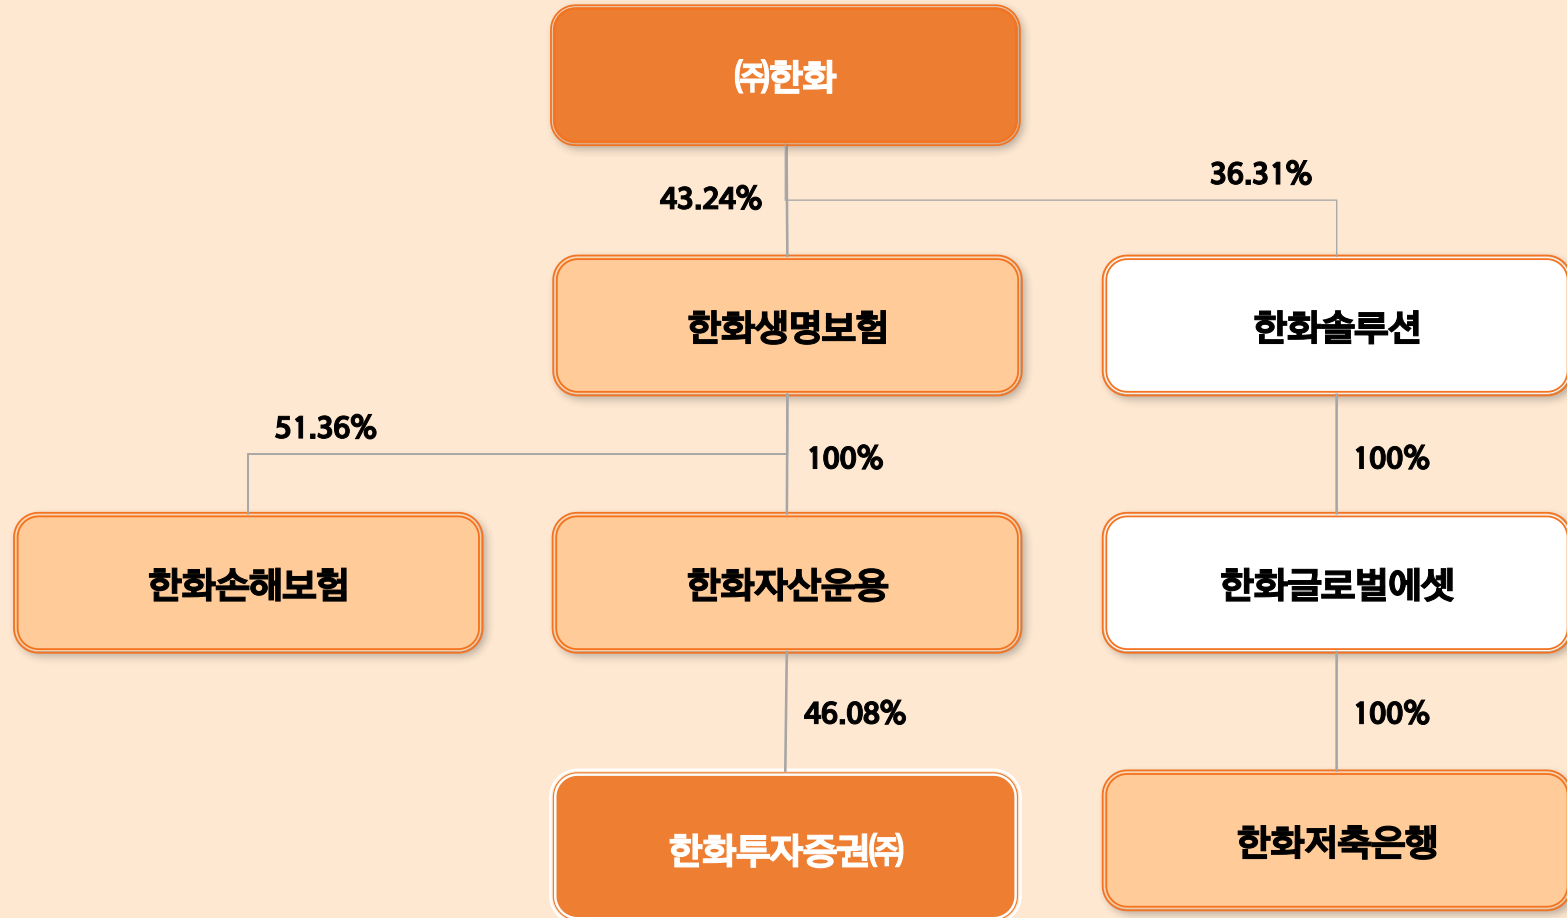 ㈜한화
43.24%
36.31%
한화생명보험
한화솔루션
51.36%
100%
100%
한화손해보험
한화자산운용
한화글로벌에셋
46.08%
100%
한화투자증권㈜
한화저축은행